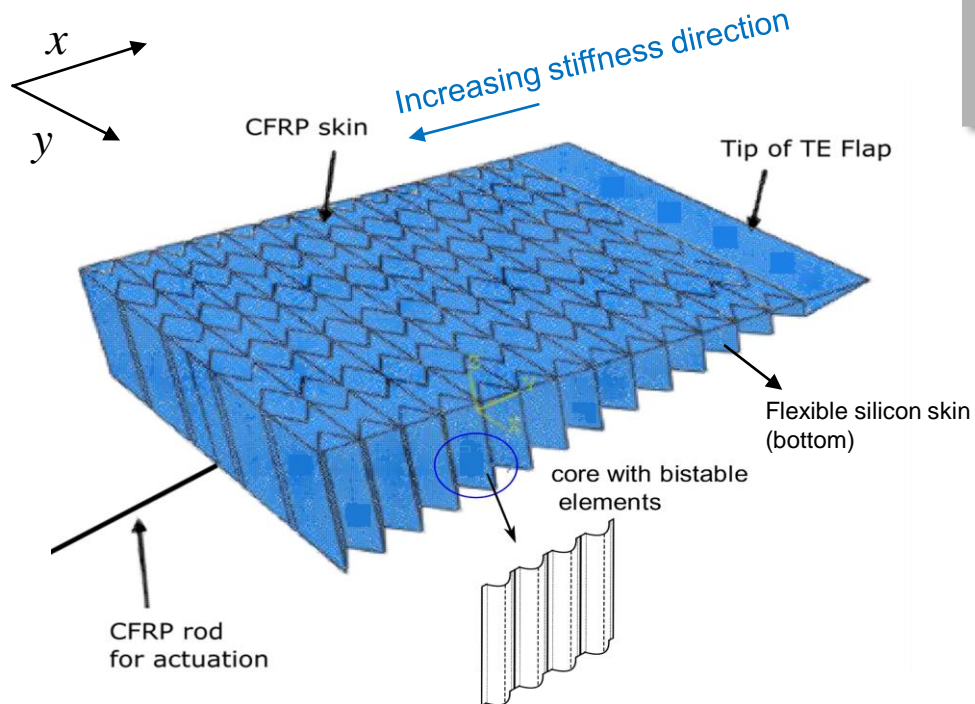 x
y
Increasing stiffness direction
CFRP skin
Tip of TE Flap
Flexible silicon skin
(bottom)
core with bistable
elements
CFRP rod
for actuation